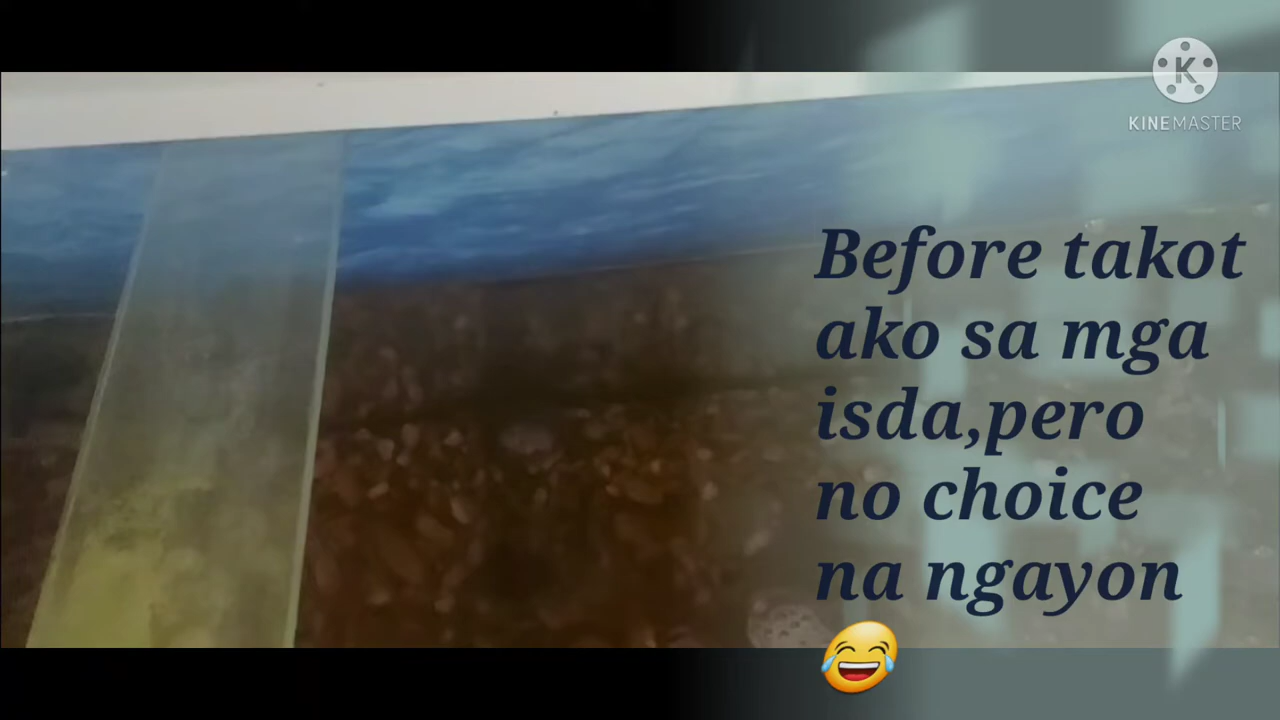 KINEMASTER
Before takot
ako sa mga
isda,pero
no choice
na ngayon
😂